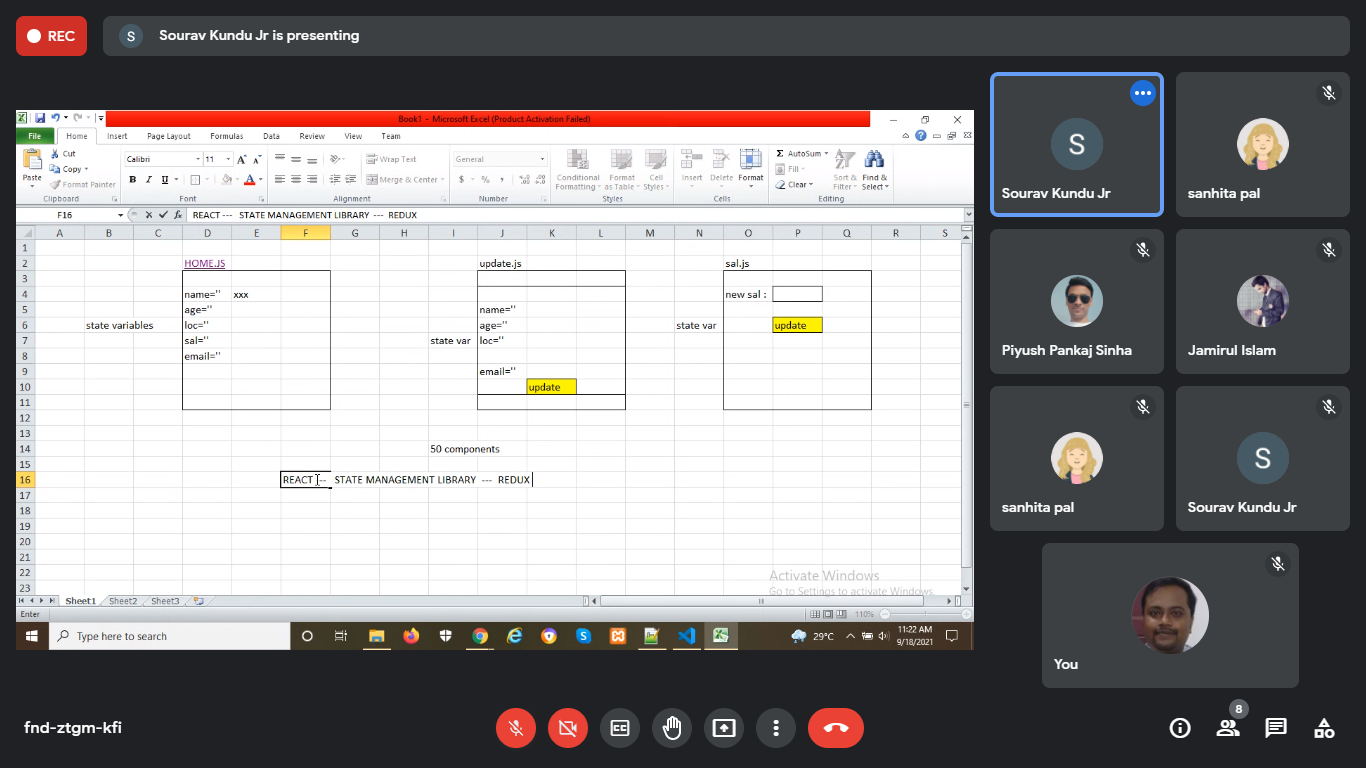 REC
S
Sourav Kundu Jr is presenting
Book1 - Microsoft Excel (Product Activation Failed)
File
Home
Insert
Page Layout
Formulas
Data
Review
View
Team
Paste
Cut
Copy
Format Painter
Clipboard
Calibri
11
B I U
Font
Wrap Text
Merge & Center
Alignment
General
$ % ,
Number
Conditional Formatting
Format as Table
Cell Styles
Styles
Insert
Delete
Format
Cells
AutoSum
Fill
Clear
Sort & Filter
Find & Select
Editing
F16
fx
REACT --- STATE MANAGEMENT LIBRARY --- REDUX
A B C D E F G H I J K L M N O P Q R S
1
2 HOME.JS update.js sal.js
3
4 name='' xxx new sal :
5 age='' name=''
6 state variables loc='' age='' state var update
7 sal='' state var loc=''
8 email=''
9 email=''
10 update
11
12
13
14 50 components
15
16 REACT --- STATE MANAGEMENT LIBRARY --- REDUX
17
18
19
20
21
22
23
Activate Windows
Go to Settings to activate Windows.
Sheet1 Sheet2 Sheet3
Enter
110%
Type here to search
29°C
11:22 AM
9/18/2021
S
Sourav Kundu Jr
sanhita pal
Piyush Pankaj Sinha
Jamirul Islam
sanhita pal
S
Sourav Kundu Jr
You
fnd-ztgm-kfi
8